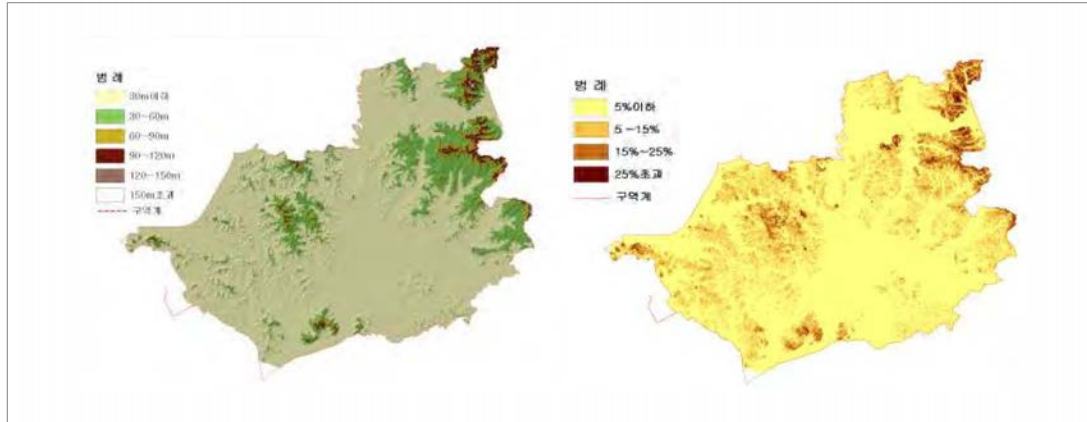 범 례
30m이하
30~60m
60~90m
90~120m
120~150m
150m초과
구역계
범 례
5%이하
5~15%
15%~25%
25%초과
구역계